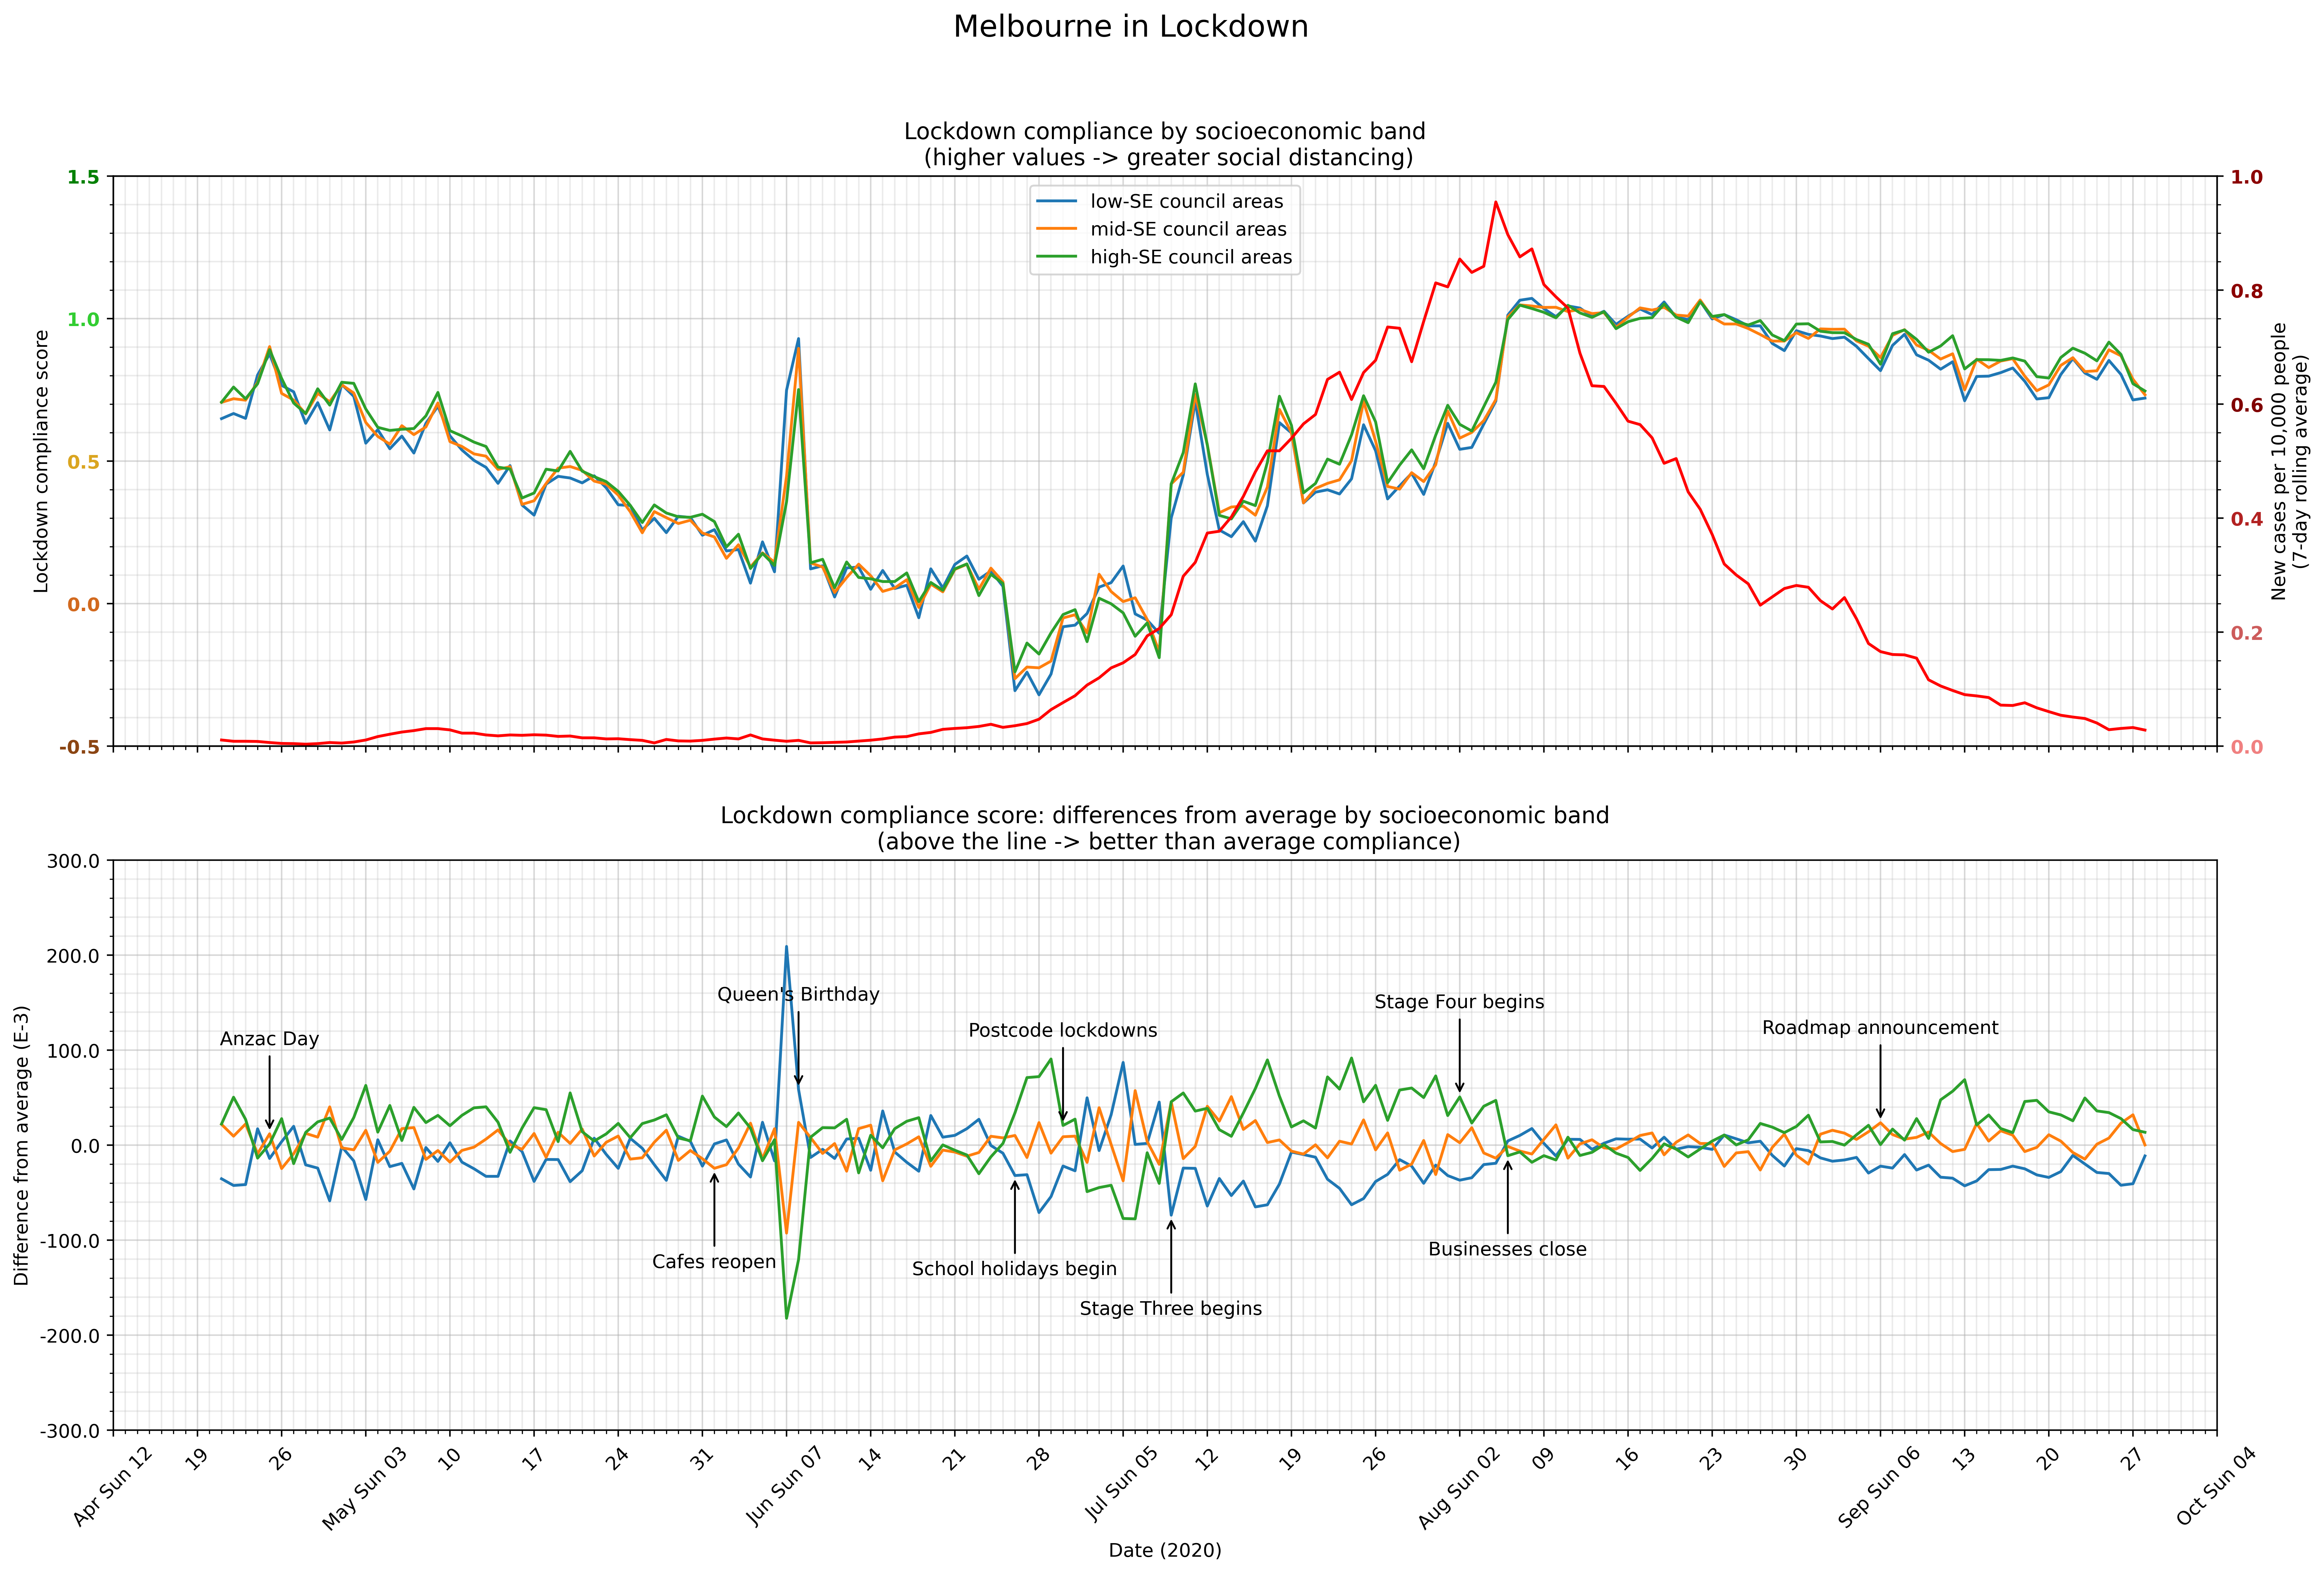 Melbourne in Lockdown
Lockdown compliance by socioeconomic band
(higher values -> greater social distancing)
1.5
1.0
0.5
0.0
-0.5
Lockdown compliance score
low-SE council areas
mid-SE council areas
high-SE council areas
1.0
0.8
0.6
0.4
0.2
0.0
New cases per 10,000 people
(7-day rolling average)
Lockdown compliance score: differences from average by socioeconomic band
(above the line -> better than average compliance)
300.0
200.0
100.0
0.0
-100.0
-200.0
-300.0
Difference from average (E-3)
Anzac Day
Queen's Birthday
Postcode lockdowns
Stage Four begins
Roadmap announcement
Cafes reopen
School holidays begin
Stage Three begins
Businesses close
Apr Sun 12
19
26
May Sun 03
10
17
24
31
Jun Sun 07
14
21
28
Jul Sun 05
12
19
26
Aug Sun 02
09
16
23
30
Sep Sun 06
13
20
27
Oct Sun 04
Date (2020)